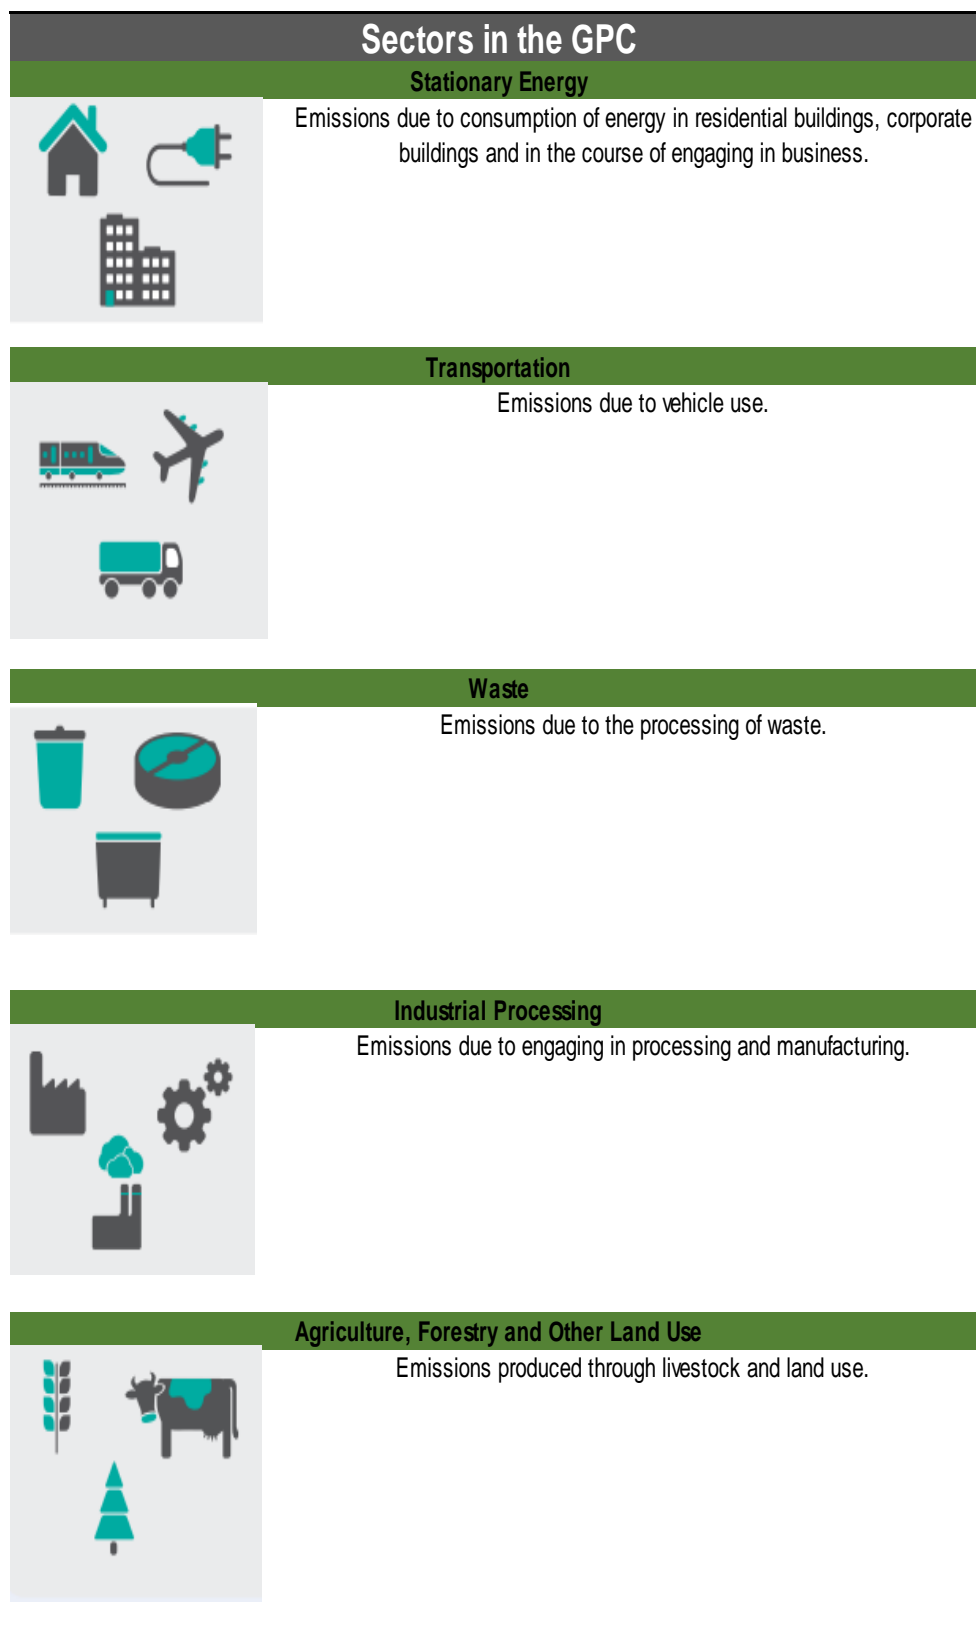 Sectors in the GPC
Stationary Energy
Emissions due to consumption of energy in residential buildings, corporate
buildings and in the course of engaging in business.
Transportation
Emissions due to vehicle use.
Waste
Emissions due to the processing of waste.
Industrial Processing
Emissions due to engaging in processing and manufacturing.
Agriculture, Forestry and Other Land Use
Emissions produced through livestock and land use.